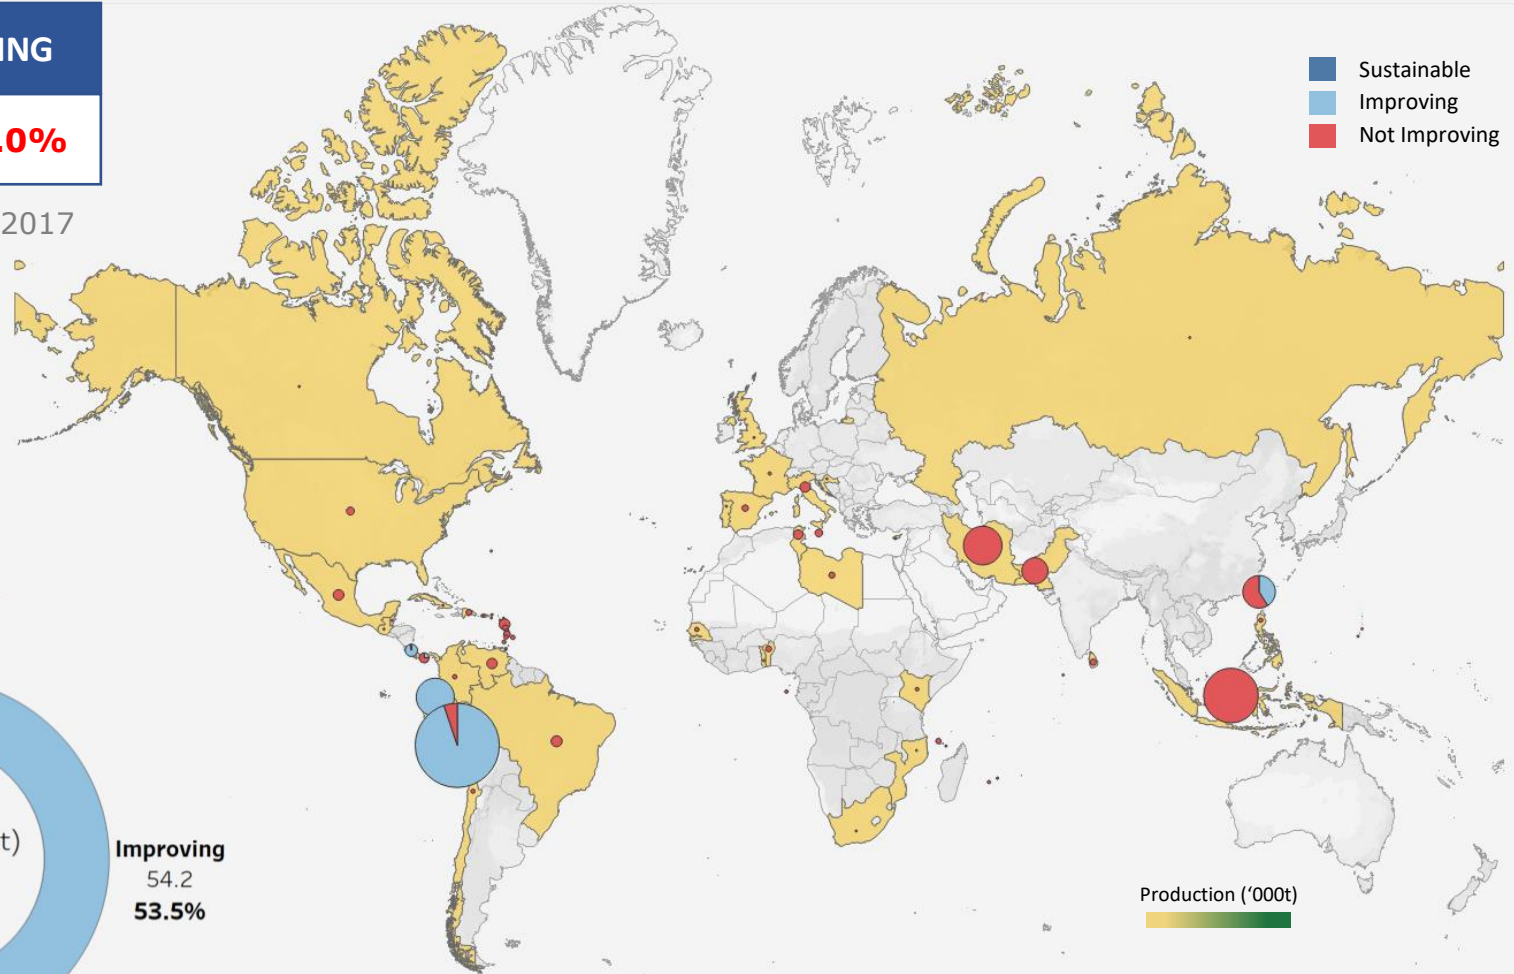 ING
.0%
2017
Sustainable
Improving
Not Improving
t)
Improving
54.2
53.5%
Production (‘000t)